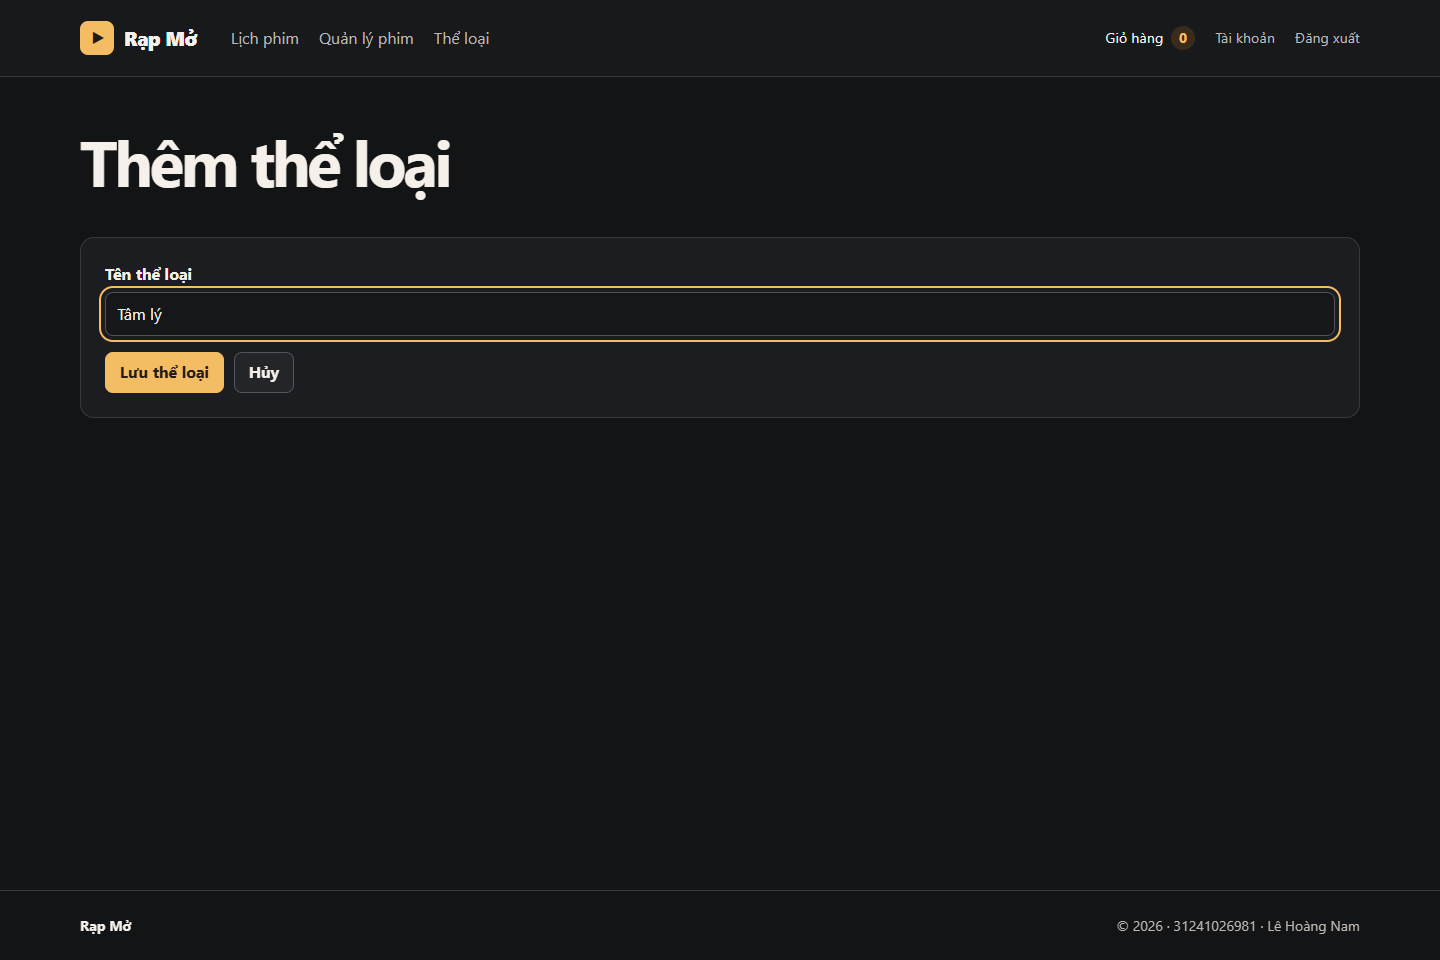 Rạp Mở Lịch phim Quản lý phim Thể loại Giỏ hàng 0 Tài khoản Đăng xuất
Thêm thể loại
Tên thể loại
Tâm lý
Lưu thể loại Hủy
Rạp Mở © 2026 · 31241026981 · Lê Hoàng Nam